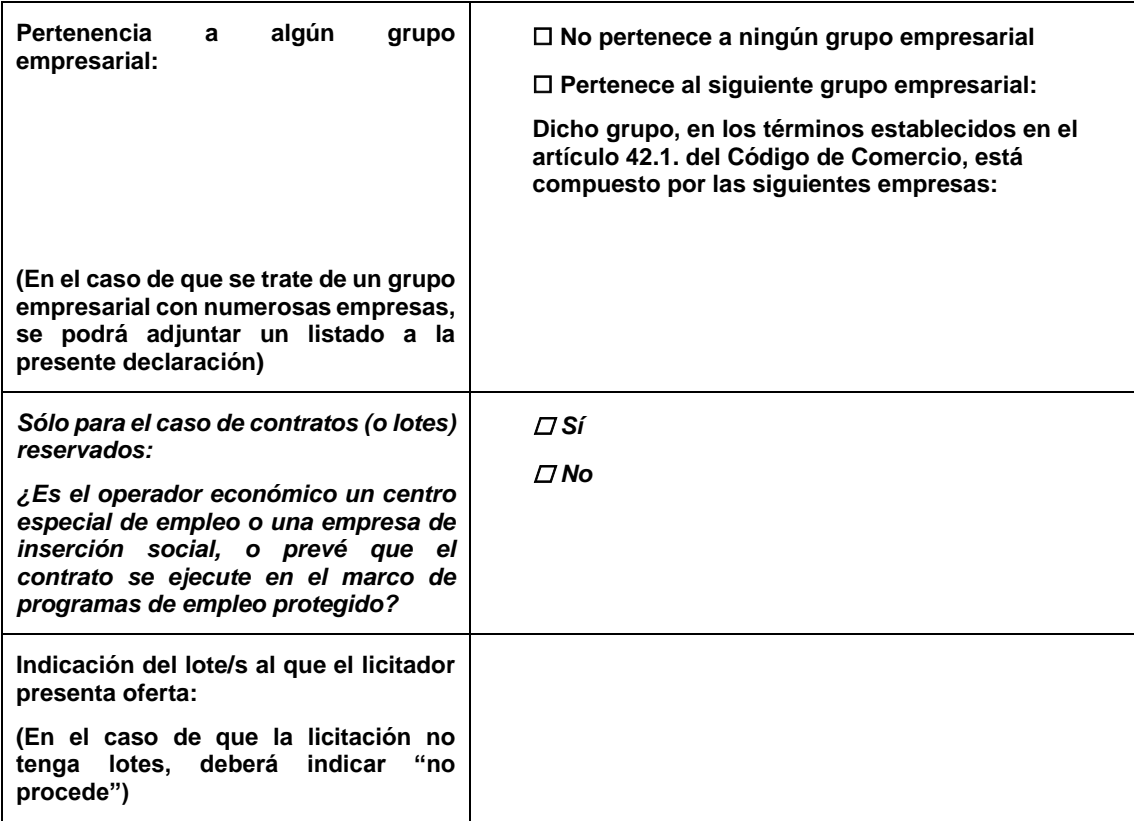 Pertenencia a algún grupo
empresarial:
(En el caso de que se trate de un grupo
empresarial con numerosas empresas,
se podrá adjuntar un listado a la
presente declaración)
☐ No pertenece a ningún grupo empresarial
☐ Pertenece al siguiente grupo empresarial:
Dicho grupo, en los términos establecidos en el
artículo 42.1. del Código de Comercio, está
compuesto por las siguientes empresas:
Sólo para el caso de contratos (o lotes)
reservados:
¿Es el operador económico un centro
especial de empleo o una empresa de
inserción social, o prevé que el
contrato se ejecute en el marco de
programas de empleo protegido?
☐ Sí
☐ No
Indicación del lote/s al que el licitador
presenta oferta:
(En el caso de que la licitación no
tenga lotes, deberá indicar “no
procede”)